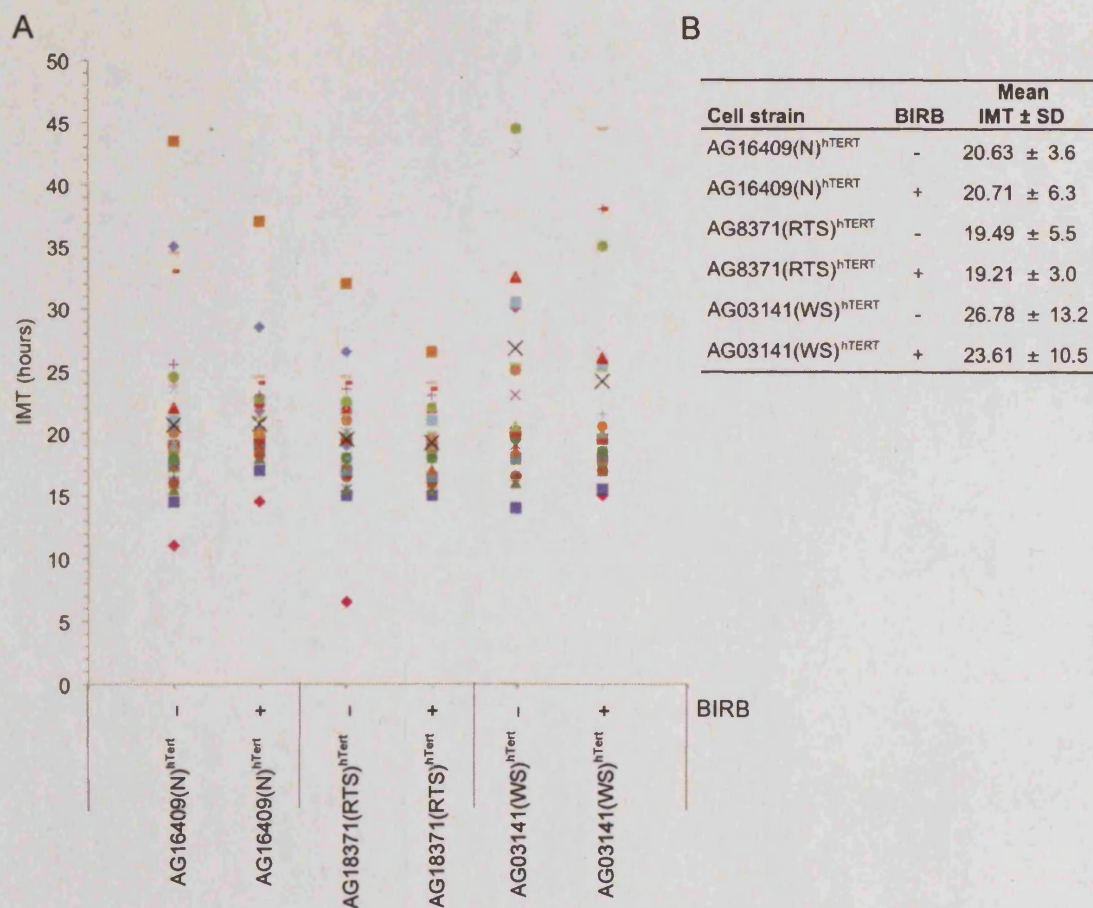 A
IMT (hours)
50
45
40
35
30
25
20
15
10
5
0
- + - + - + BIRB
AG16409(N)hTert
AG16409(N)hTert
AG18371(RTS)hTert
AG18371(RTS)hTert
AG03141(WS)hTert
AG03141(WS)hTert
B
Mean
Cell strain BIRB IMT ± SD
AG16409(N)hTERT - 20.63 ± 3.6
AG16409(N)hTERT + 20.71 ± 6.3
AG8371(RTS)hTERT - 19.49 ± 5.5
AG8371(RTS)hTERT + 19.21 ± 3.0
AG03141(WS)hTERT - 26.78 ± 13.2
AG03141(WS)hTERT + 23.61 ± 10.5